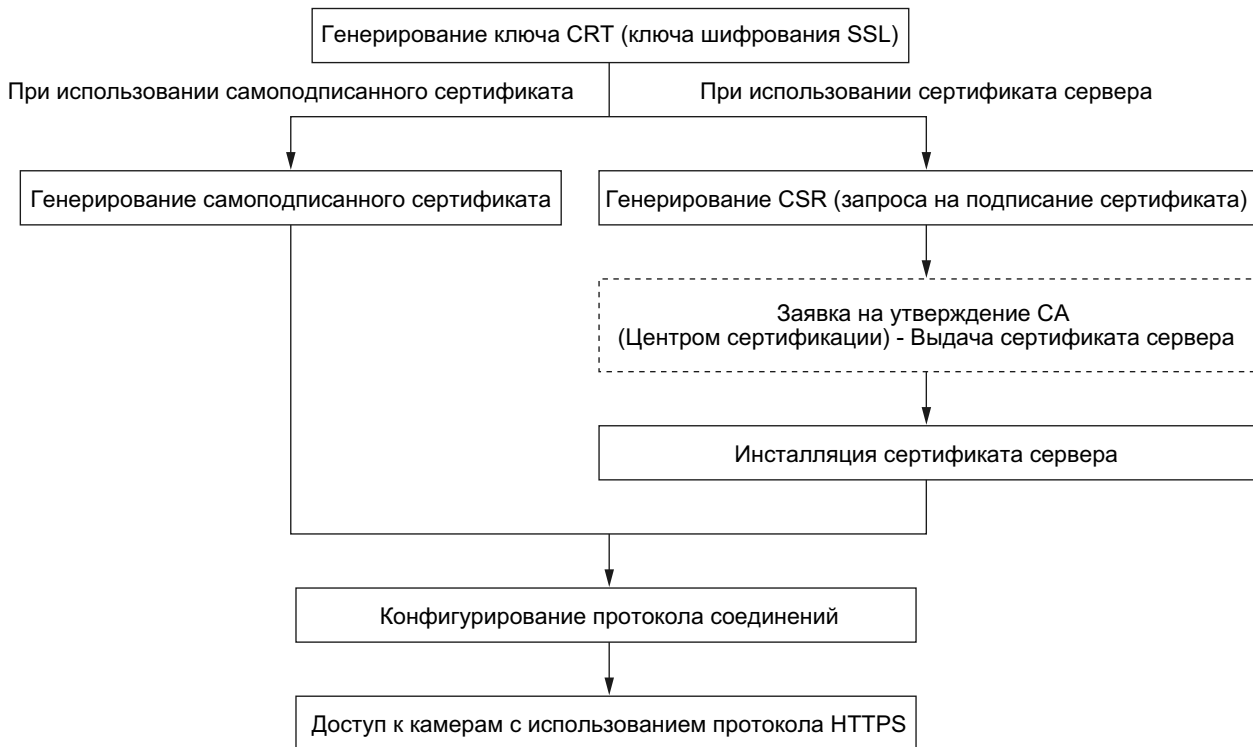 Генерирование ключа CRT (ключа шифрования SSL)
При использовании самоподписанного сертификата
При использовании сертификата сервера
Генерирование самоподписанного сертификата
Генерирование CSR (запроса на подписание сертификата)
Заявка на утверждение CA
(Центром сертификации) - Выдача сертификата сервера
Инсталляция сертификата сервера
Конфигурирование протокола соединений
Доступ к камерам с использованием протокола HTTPS